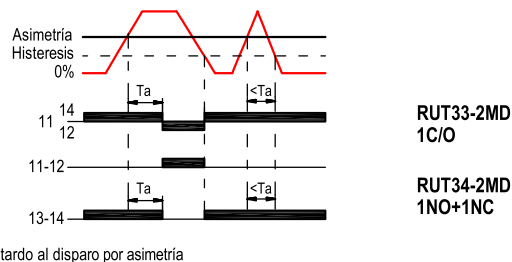 Asimetría
Histeresis
0%
Ta
<Ta
11
14
12
RUT33-2MD
1C/O
11-12
Ta
<Ta
RUT34-2MD
1NO+1NC
13-14
tardo al disparo por asimetría